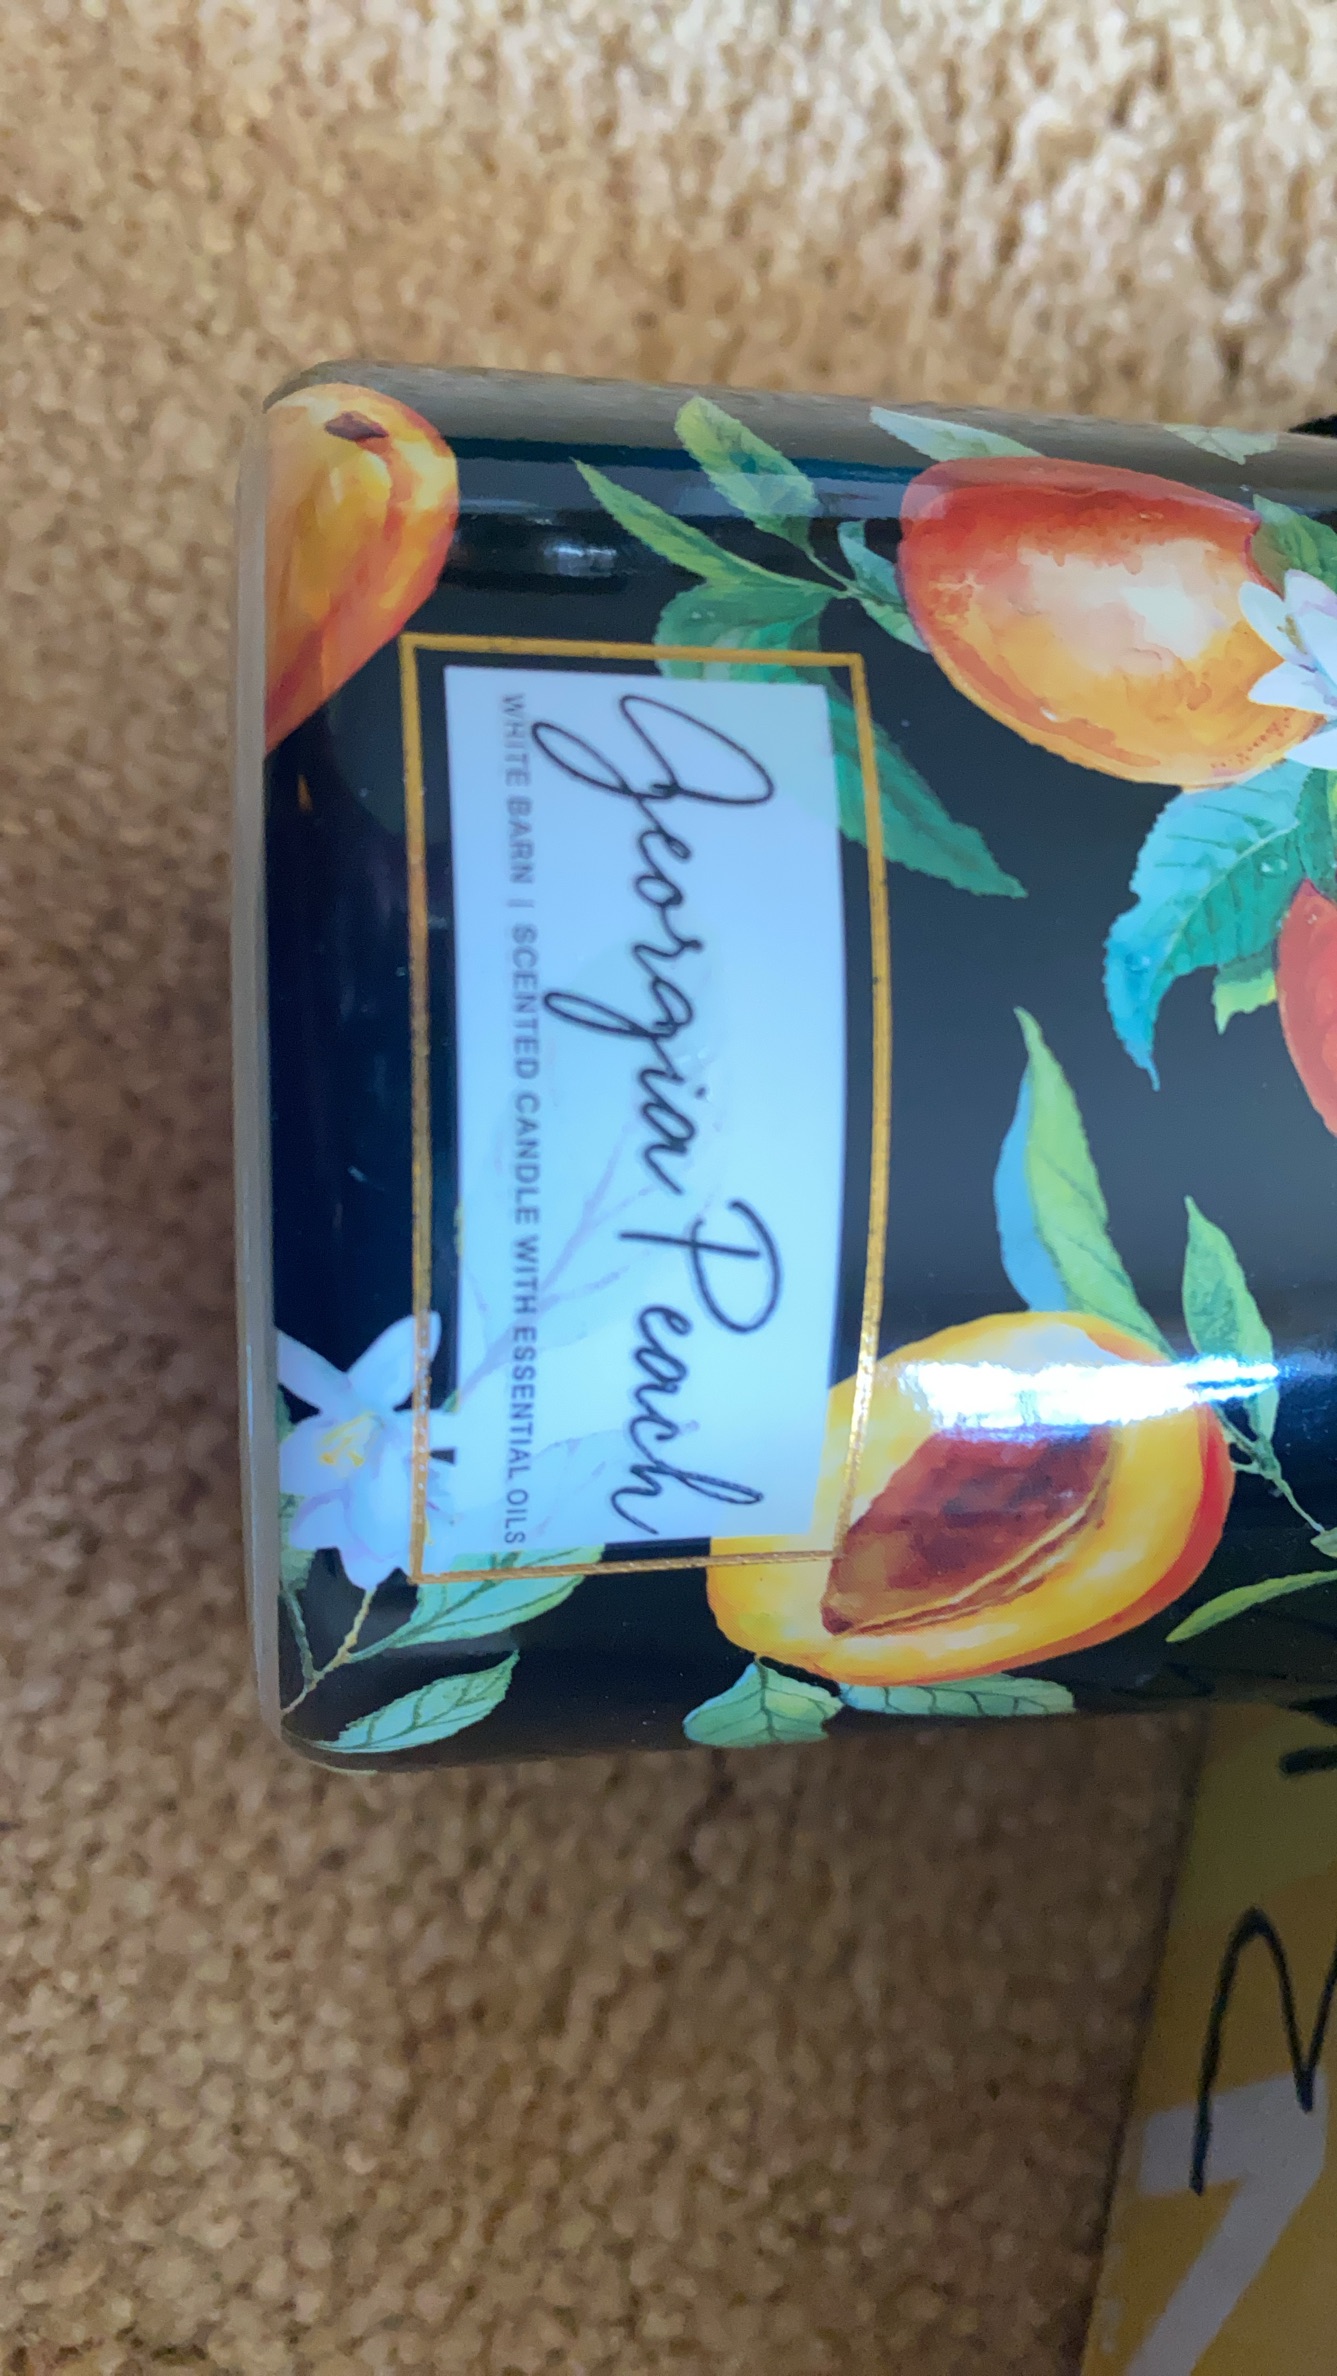 Georgia Peach
WHITE BARN | SCENTED CANDLE WITH ESSENTIAL OILS